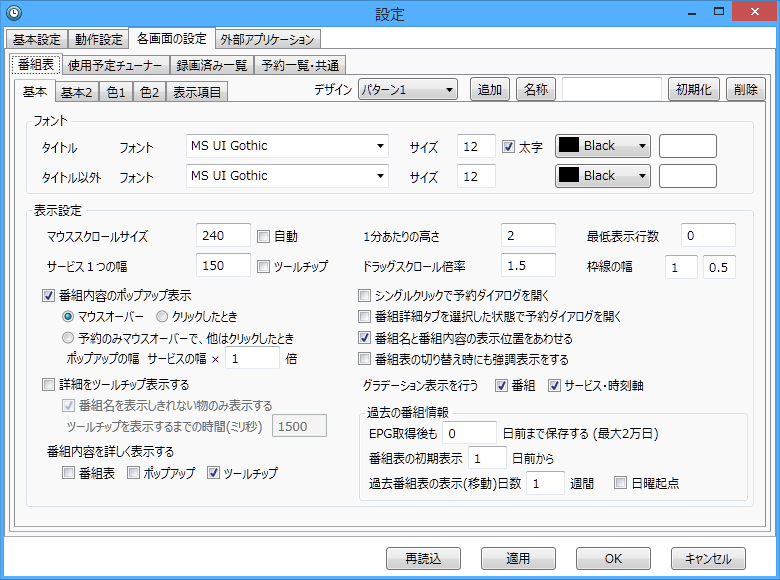 設定
基本設定 動作設定 各画面の設定 外部アプリケーション
番組表 使用予定チューナー 録画済み一覧 予約一覧・共通
基本 基本2 色1 色2 表示項目 デザイン パターン1 追加 名称 初期化 削除
フォント
タイトル フォント MS UI Gothic サイズ 12 太字 Black
タイトル以外 フォント MS UI Gothic サイズ 12 Black
表示設定
マウススクロールサイズ 240 自動 1分あたりの高さ 2 最低表示行数 0
サービス1つの幅 150 ツールチップ ドラッグスクロール倍率 1.5 枠線の幅 1 0.5
番組内容のポップアップ表示
マウスオーバー クリックしたとき
予約のみマウスオーバーで、他はクリックしたとき
ポップアップの幅 サービスの幅 × 1 倍
シングルクリックで予約ダイアログを開く
番組詳細タブを選択した状態で予約ダイアログを開く
番組名と番組内容の表示位置をあわせる
番組表の切り替え時にも強調表示をする
詳細をツールチップ表示する
番組名を表示しきれない物のみ表示する
ツールチップを表示するまでの時間(ミリ秒) 1500
番組内容を詳しく表示する
番組表 ポップアップ ツールチップ
グラデーション表示を行う 番組 サービス・時刻軸
過去の番組情報
EPG取得後も 0 日前まで保存する (最大2万日)
番組表の初期表示 1 日前から
過去番組表の表示(移動)日数 1 週間 日曜起点
再読込 適用 OK キャンセル